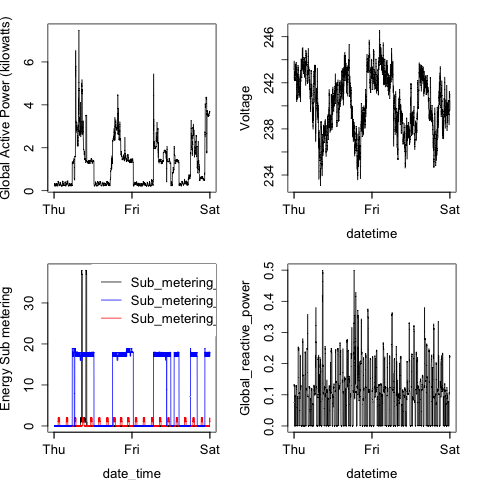 Global Active Power (kilowatts)
0 2 4 6
Thu Fri Sat
Voltage
234 238 242 246
Thu Fri Sat
datetime
Energy Sub metering
0 10 20 30
Sub_metering_
Sub_metering_
Sub_metering_
Thu Fri Sat
date_time
Global_reactive_power
0.0 0.1 0.2 0.3 0.4 0.5
Thu Fri Sat
datetime